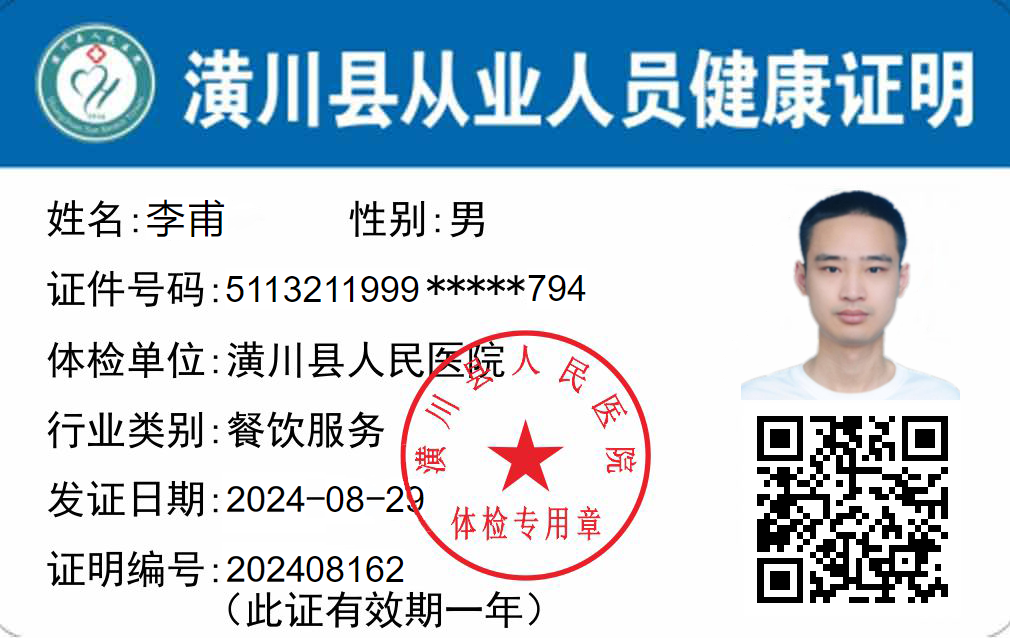 潢川县从业人员健康证明
姓名:李甫 性别:男
证件号码:5113211999*****794
体检单位:潢川县人民医院
行业类别:餐饮服务
发证日期:2024-08-29
证明编号:202408162
(此证有效期一年)
潢川县人民医院
体检专用章